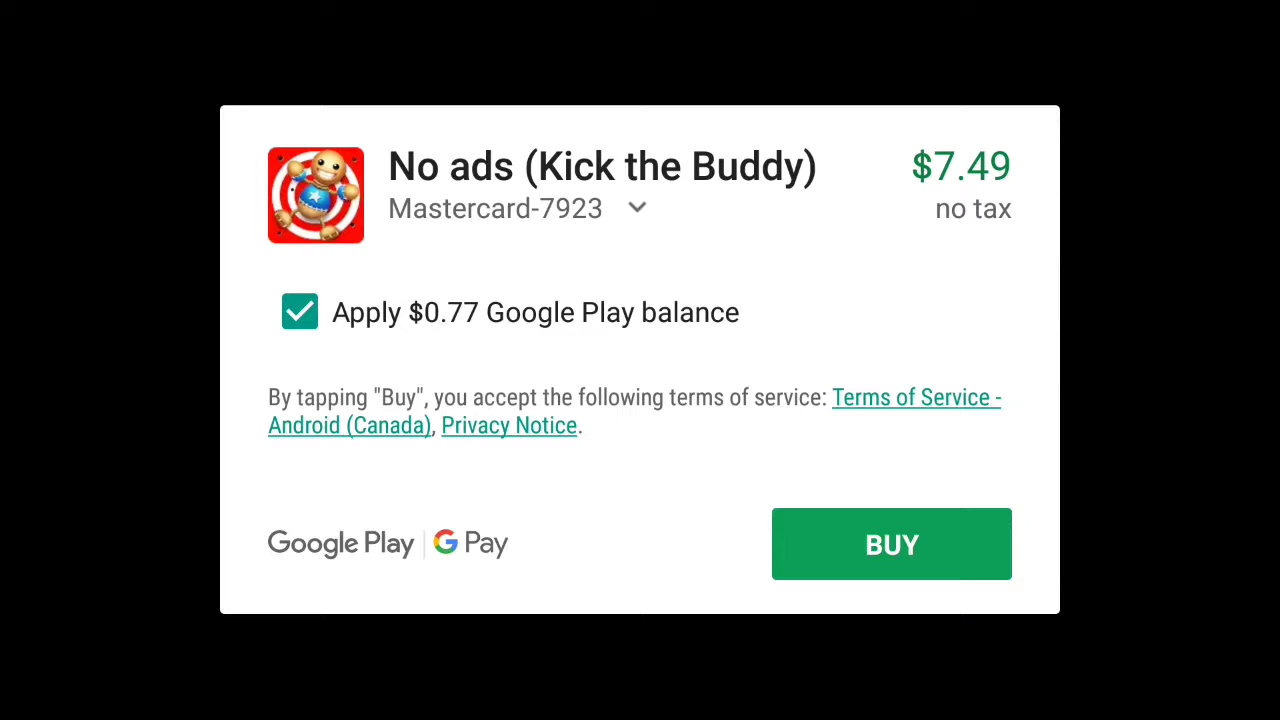 No ads (Kick the Buddy)
$7.49
Mastercard-7923
no tax
Apply $0.77 Google Play balance
By tapping "Buy", you accept the following terms of service: Terms of Service -
Android (Canada), Privacy Notice.
Google Play | G Pay
BUY